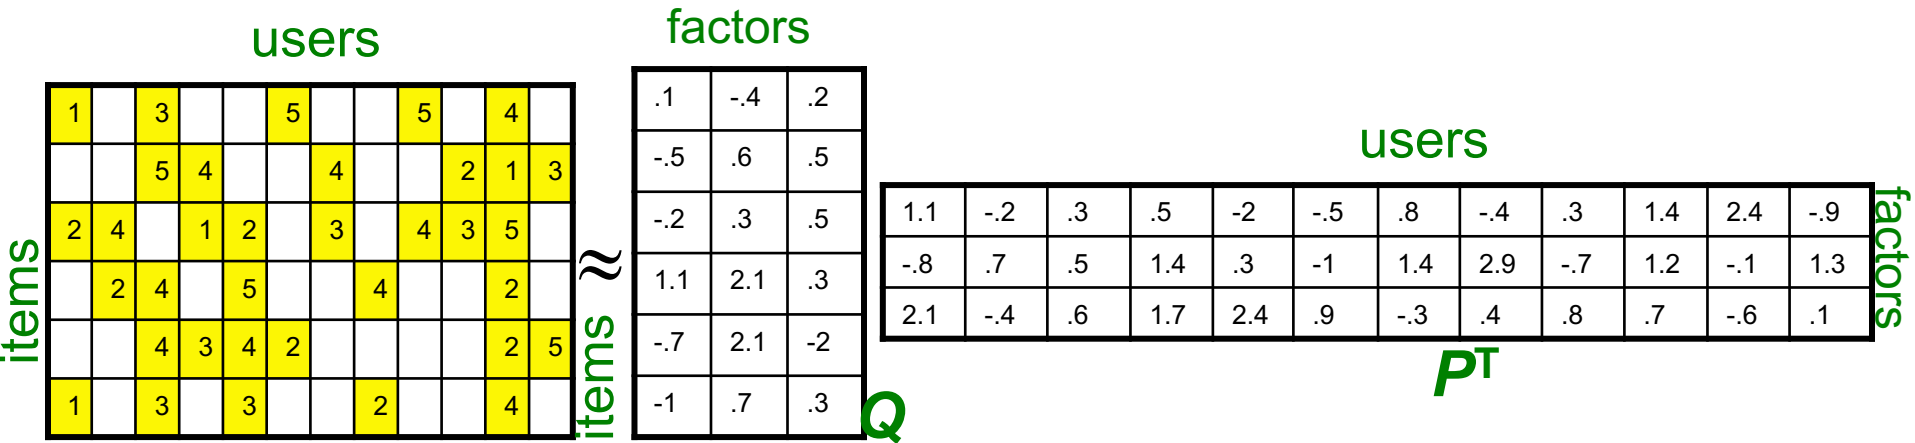 users
factors
users
items
items
factors
≈
1 3 5 5 4
5 4 4 2 1 3
2 4 1 2 3 4 3 5
2 4 5 4 2
4 3 4 2 2 5
1 3 3 2 4
.1 -.4 .2
-.5 .6 .5
-.2 .3 .5
1.1 2.1 .3
-.7 2.1 -2
-1 .7 .3
Q
1.1 -.2 .3 .5 -2 -.5 .8 -.4 .3 1.4 2.4 -.9
-.8 .7 .5 1.4 .3 -1 1.4 2.9 -.7 1.2 -.1 1.3
2.1 -.4 .6 1.7 2.4 .9 -.3 .4 .8 .7 -.6 .1
PT